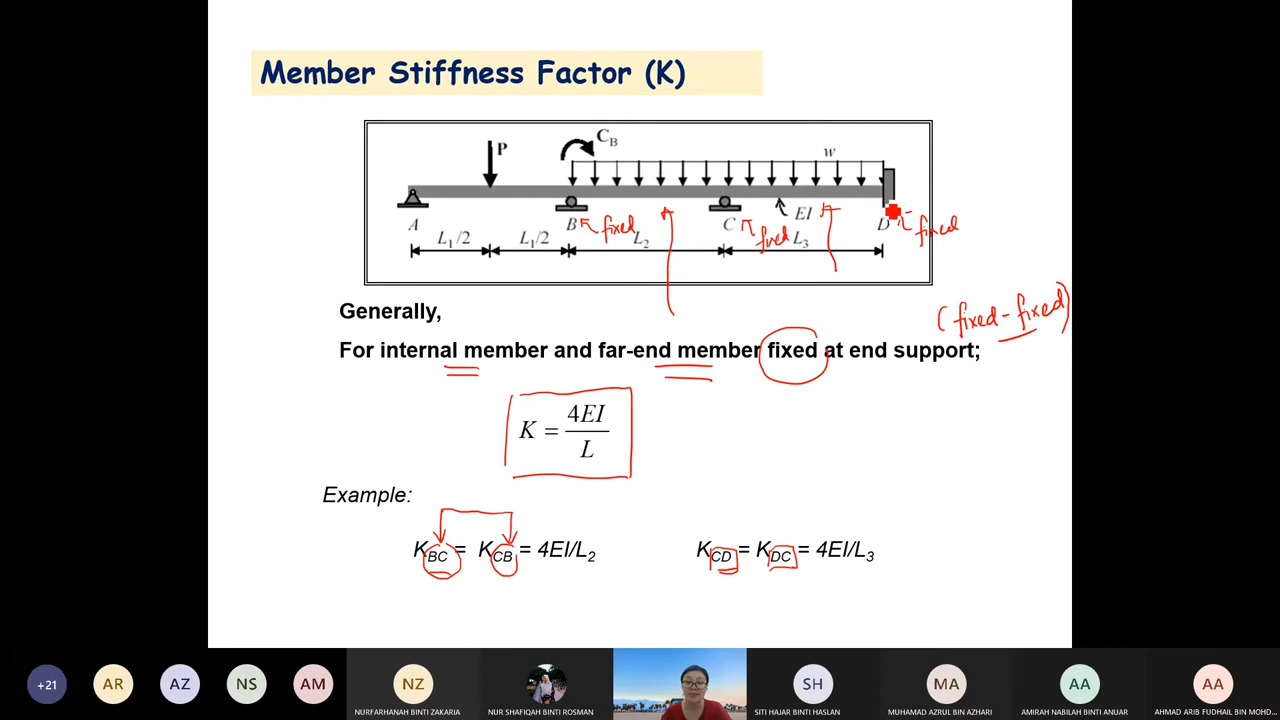 Member Stiffness Factor (K)
P
C_B
w
A
B
fixed
C
fixed
EI
D
fixed
L₁/2
L₁/2
L₂
L₃
Generally,
(fixed - fixed)
For internal member and far-end member fixed at end support;
K = 4EI/L
Example:
K_BC = K_CB = 4EI/L₂
K_CD = K_DC = 4EI/L₃
+21
AR
AZ
NS
AM
NZ
SH
MA
AA
AA
NURFARHANAH BINTI ZAKARIA
NUR SHAFIQAH BINTI ROSMAN
SITI HAJAR BINTI HASLAN
MUHAMAD AZRUL BIN AZHARI
AMIRAH NABILAH BINTI ANUAR
AHMAD ARIB FUDHAIL BIN MOHD...